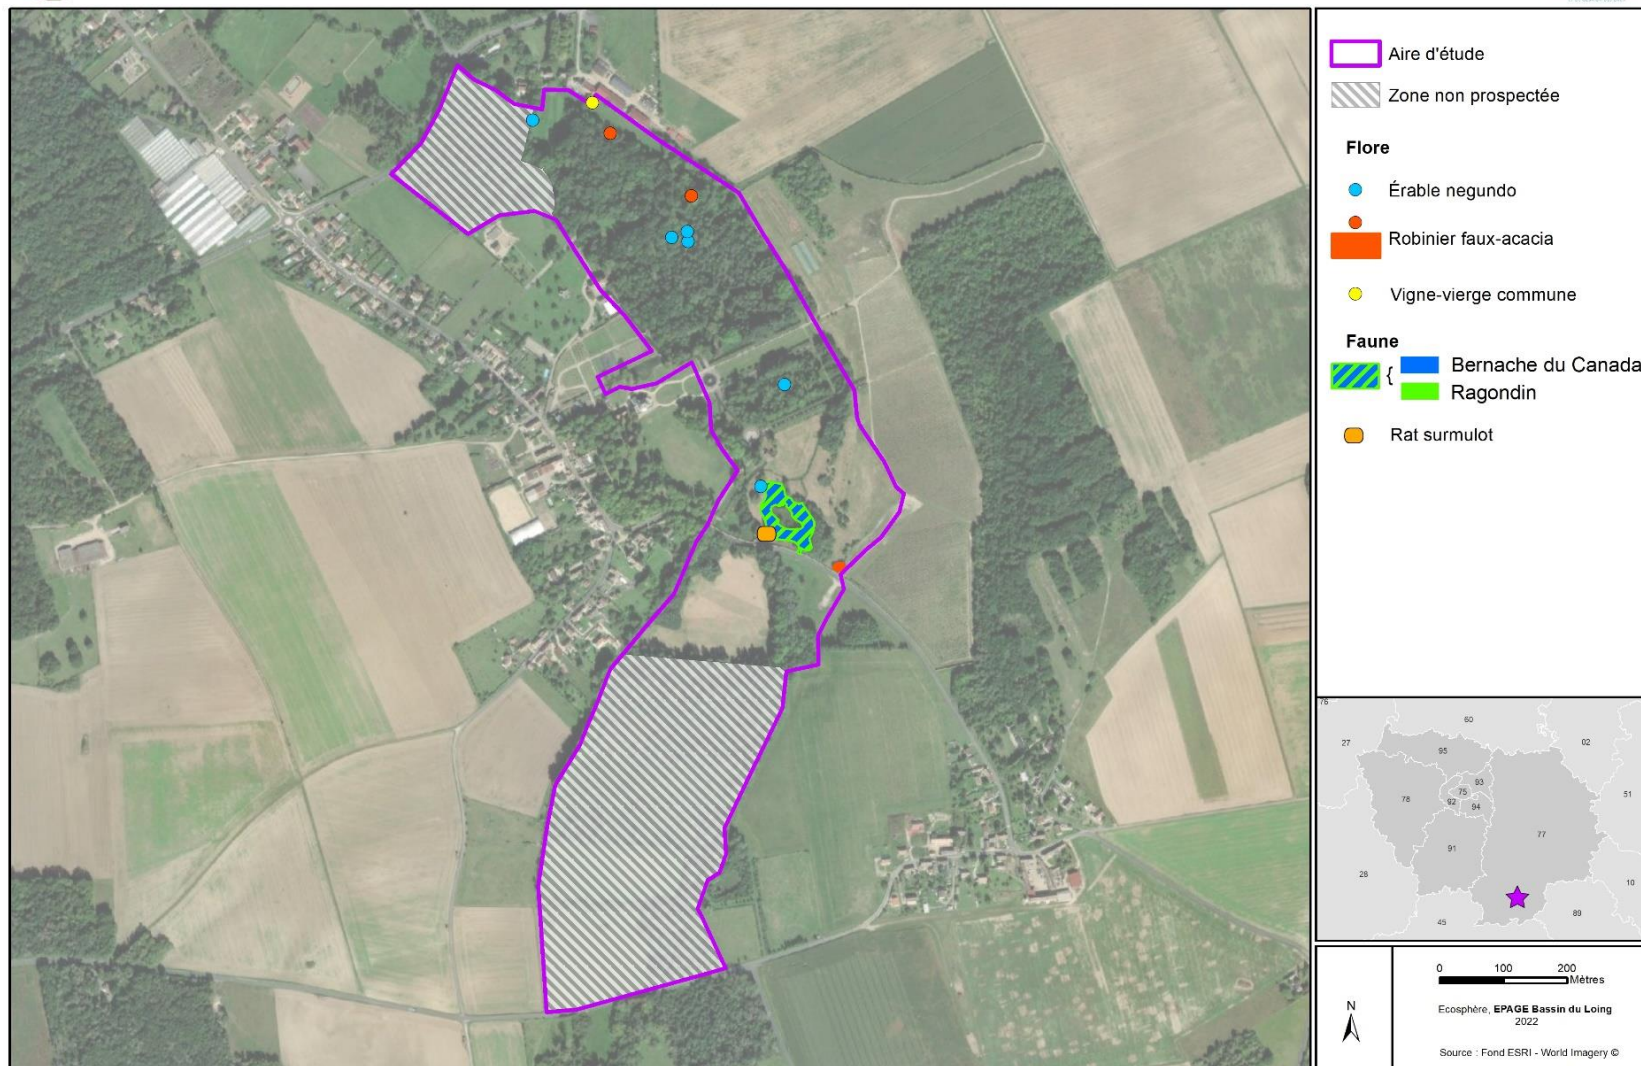 Aire d'étude
Zone non prospectée
Flore
Érable negundo
Robinier faux-acacia
Vigne-vierge commune
Faune
{ Bernache du Canada
Ragondin
Rat surmulot
76
60
27
02
95
93
75
78
92
94
51
77
91
28
10
45
89
0 100 200
Mètres
N
Ecosphère, EPAGE Bassin du Loing
2022
Source : Fond ESRI - World Imagery ©